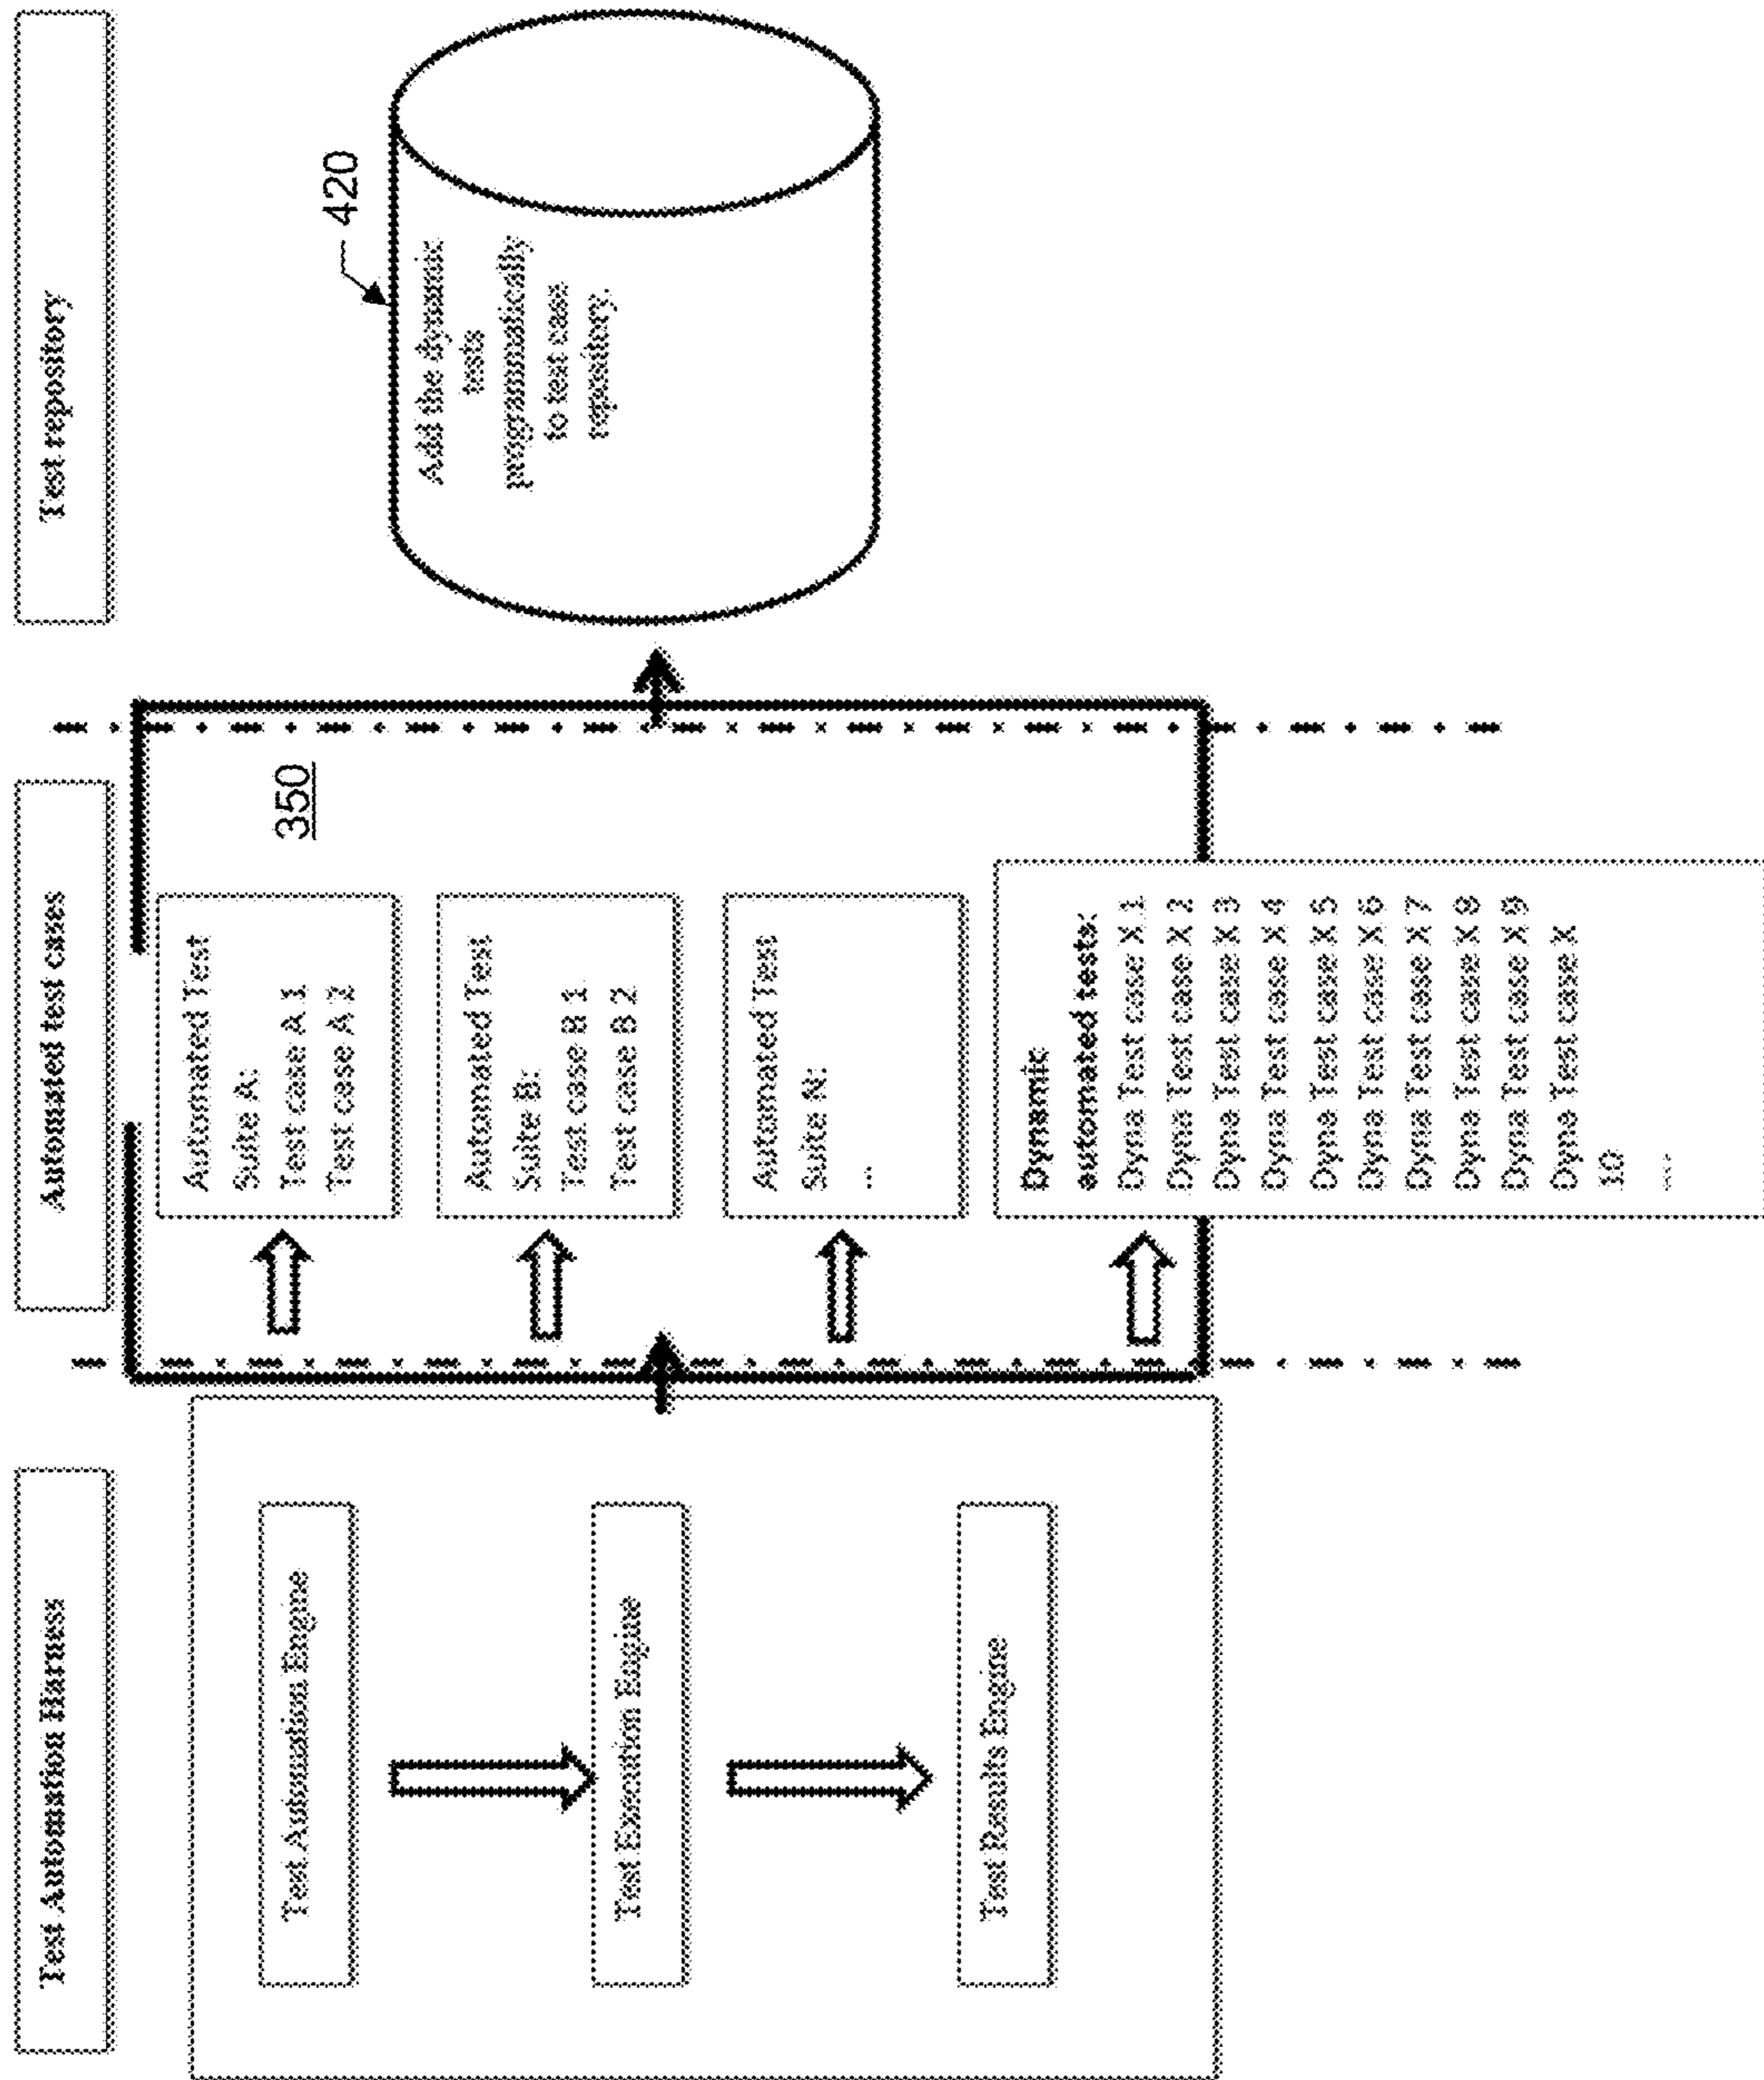 Test Automation Harness
Test Automation Engine
Test Execution Engine
Test Results Engine
Automated test cases
350
Automated Test
Suite A:
Test case A 1
Test case A 2
Automated Test
Suite B:
Test case B 1
Test case B 2
Automated Test
Suite N:
...
Dynamic
automated tests:
Dyna Test case X 1
Dyna Test case X 2
Dyna Test case X 3
Dyna Test case X 4
Dyna Test case X 5
Dyna Test case X 6
Dyna Test case X 7
Dyna Test case X 8
Dyna Test case X 9
Dyna Test case X
10
...
Test repository
420
Add the dynamic
tests
programmatically
to test case
repository.